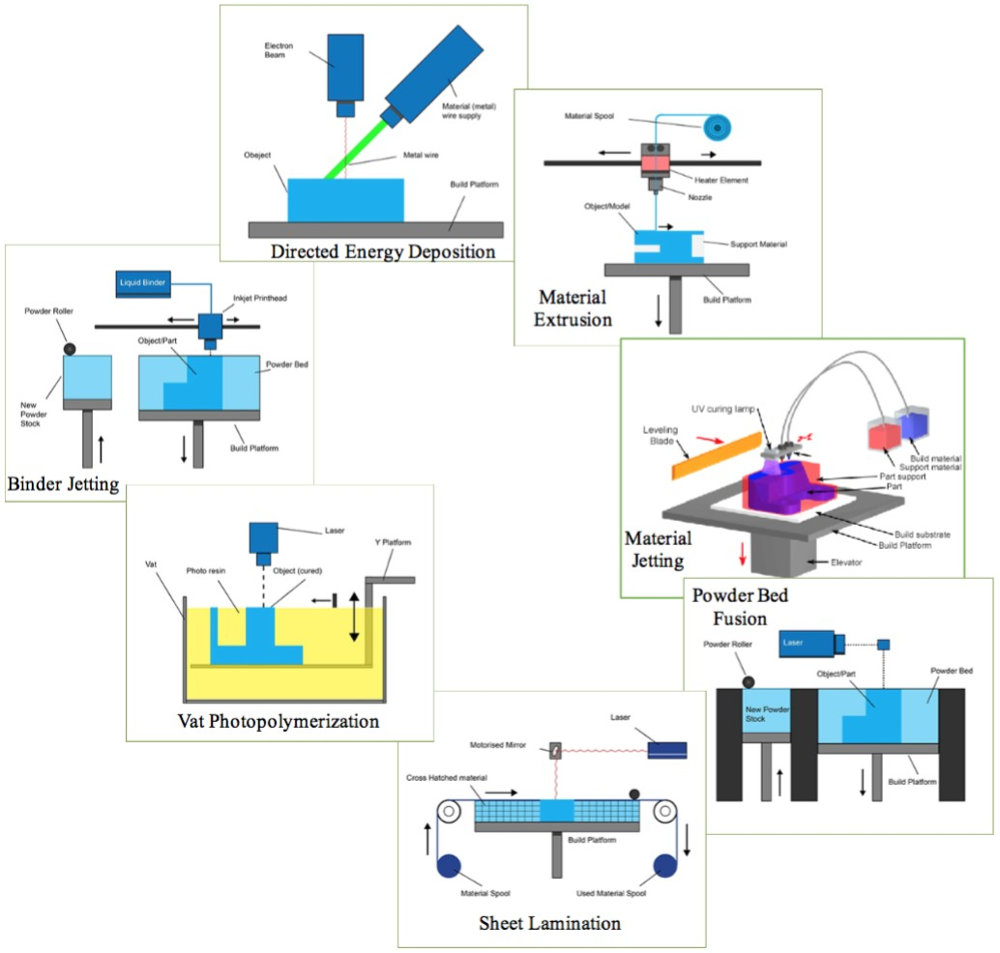 Electron
Beam
Material (metal)
wire supply
Metal wire
Obeject
Build Platform
Directed Energy Deposition
Material Spool
Heater Element
Nozzle
Object/Model
Support Material
Build Platform
Material
Extrusion
Liquid Binder
Inkjet Printhead
Powder Roller
Object/Part
Powder Bed
New
Powder
Stock
Build Platform
Binder Jetting
UV curing lamp
Leveling
Blade
Build material
Support material
Part support
Part
Build substrate
Build Platform
Elevator
Material
Jetting
Laser
Y Platform
Vat
Photo resin
Object (cured)
Vat Photopolymerization
Powder Bed
Fusion
Laser
Powder Roller
Object/Part
Powder Bed
New Powder
Stock
Build Platform
Laser
Motorised Mirror
Cross Hatched material
Build Platform
Material Spool
Used Material Spool
Sheet Lamination